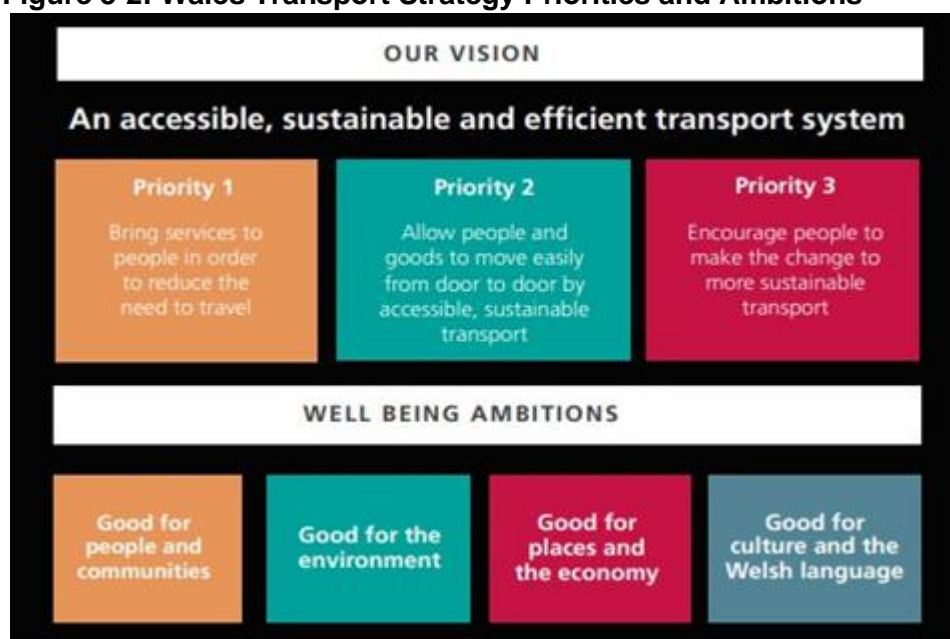 Figure 3-2: Wales Transport Strategy Priorities and Ambitions
OUR VISION
An accessible, sustainable and efficient transport system
Priority 1
Bring services to
people in order
to reduce the
need to travel
Priority 2
Allow people and
goods to move easily
from door to door by
accessible, sustainable
transport
Priority 3
Encourage people to
make the change to
more sustainable
transport
WELL BEING AMBITIONS
Good for
people and
communities
Good for the
environment
Good for
places and
the economy
Good for
culture and the
Welsh language